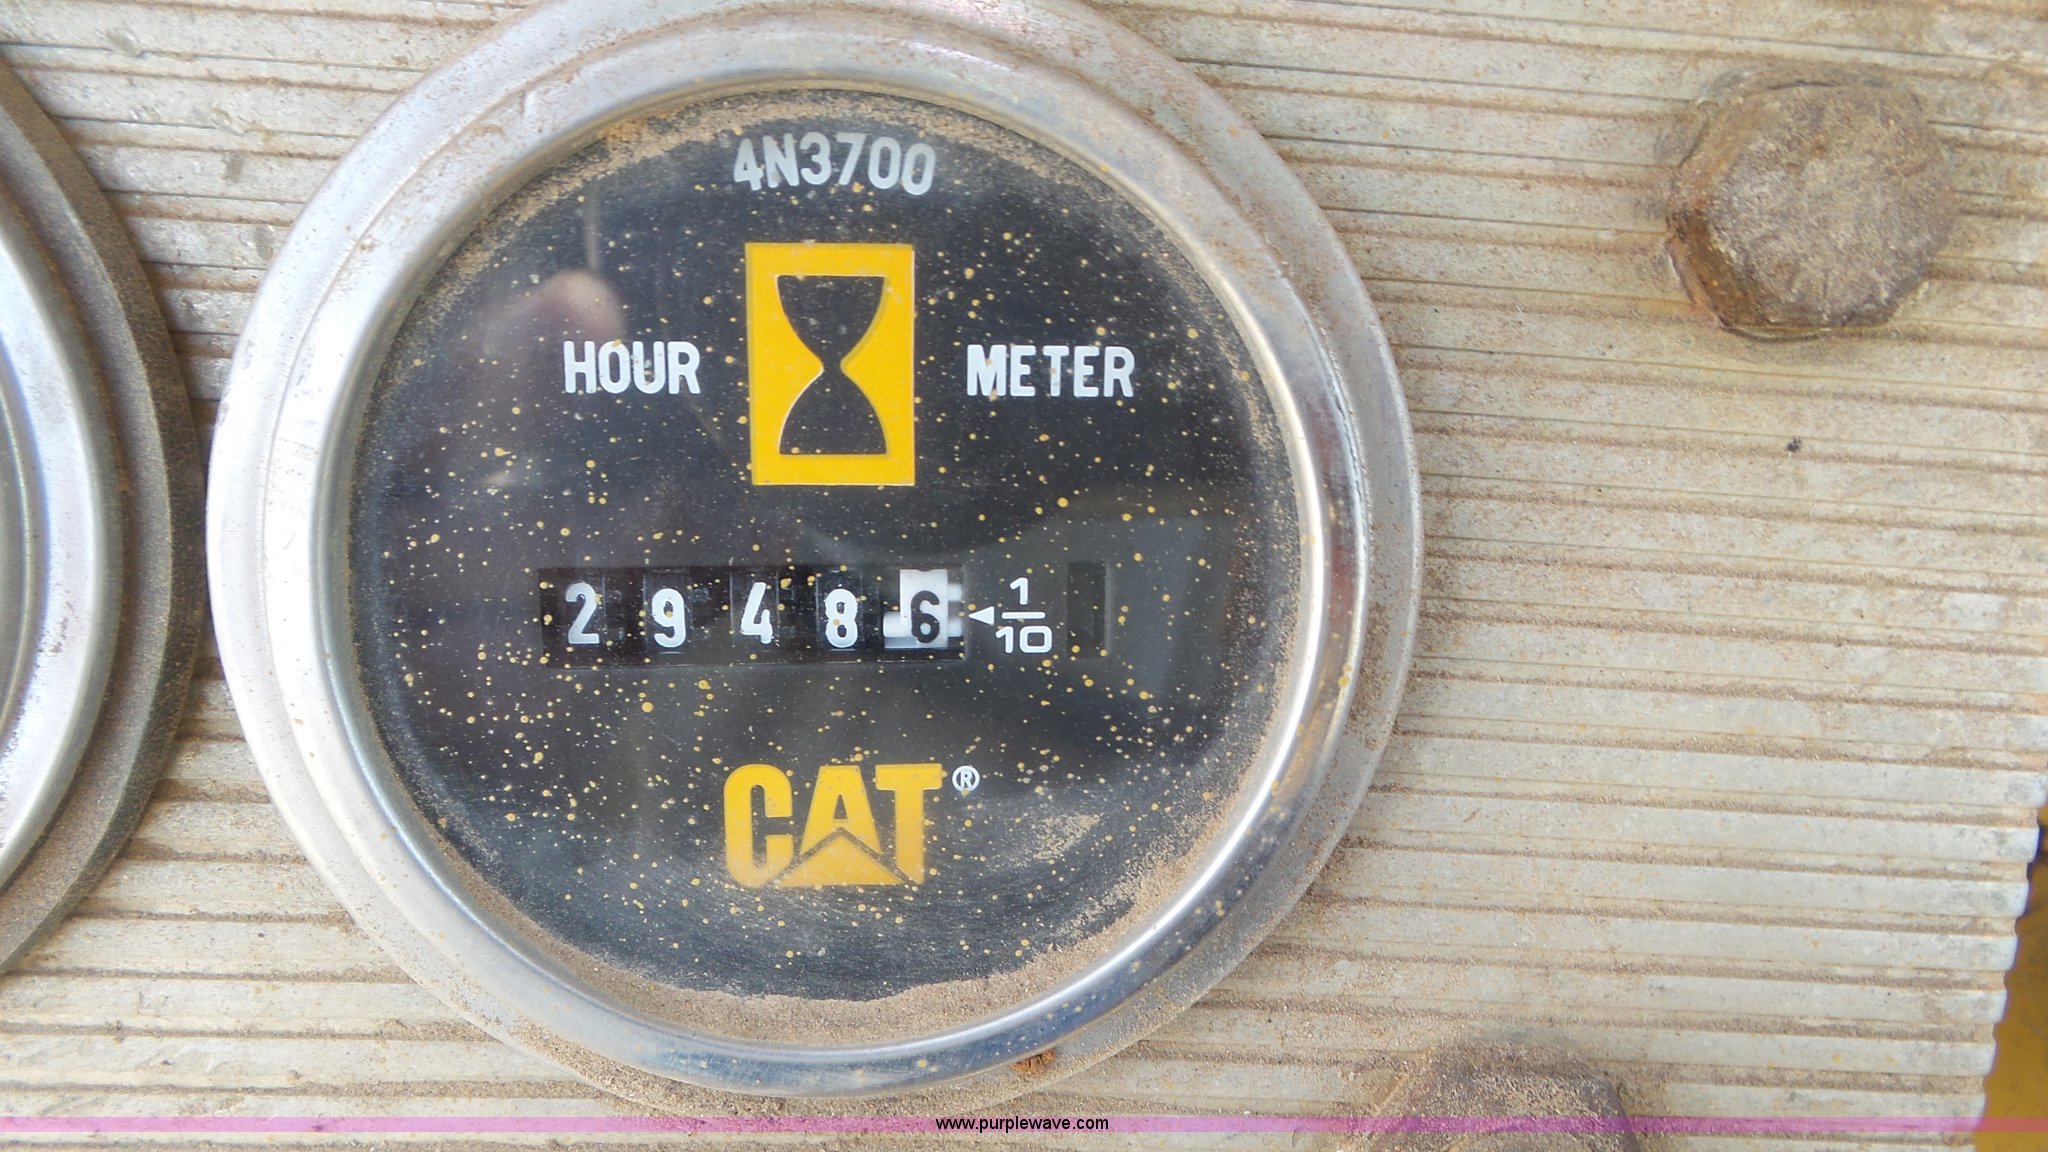 4N3700
HOUR METER
2 9 4 8 6 ◄ 1/10
CAT®
www.purplewave.com